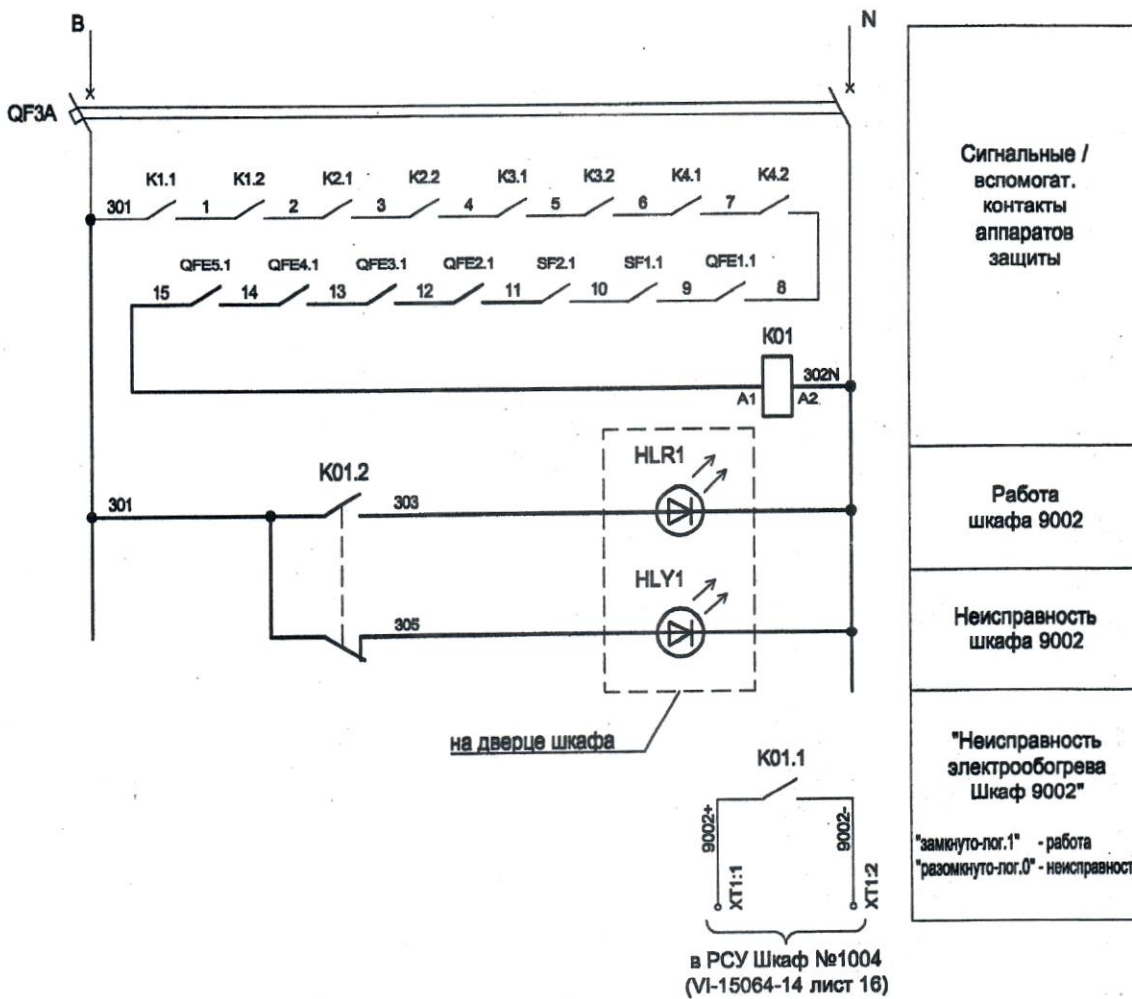 B
N
QF3A
K1.1 K1.2 K2.1 K2.2 K3.1 K3.2 K4.1 K4.2
301 1 2 3 4 5 6 7
QFE5.1 QFE4.1 QFE3.1 QFE2.1 SF2.1 SF1.1 QFE1.1
15 14 13 12 11 10 9 8
K01
302N
A1 A2
HLR1
K01.2
301 303
HLY1
305
на дверце шкафа
K01.1
9002+ 9002-
XT1:1 XT1:2
в РСУ Шкаф №1004
(VI-15064-14 лист 16)
Сигнальные /
вспомогат.
контакты
аппаратов
защиты
Работа
шкафа 9002
Неисправность
шкафа 9002
"Неисправность
электрообогрева
Шкаф 9002"
"замкнуто-лог.1" - работа
"разомкнуто-лог.0" - неисправност